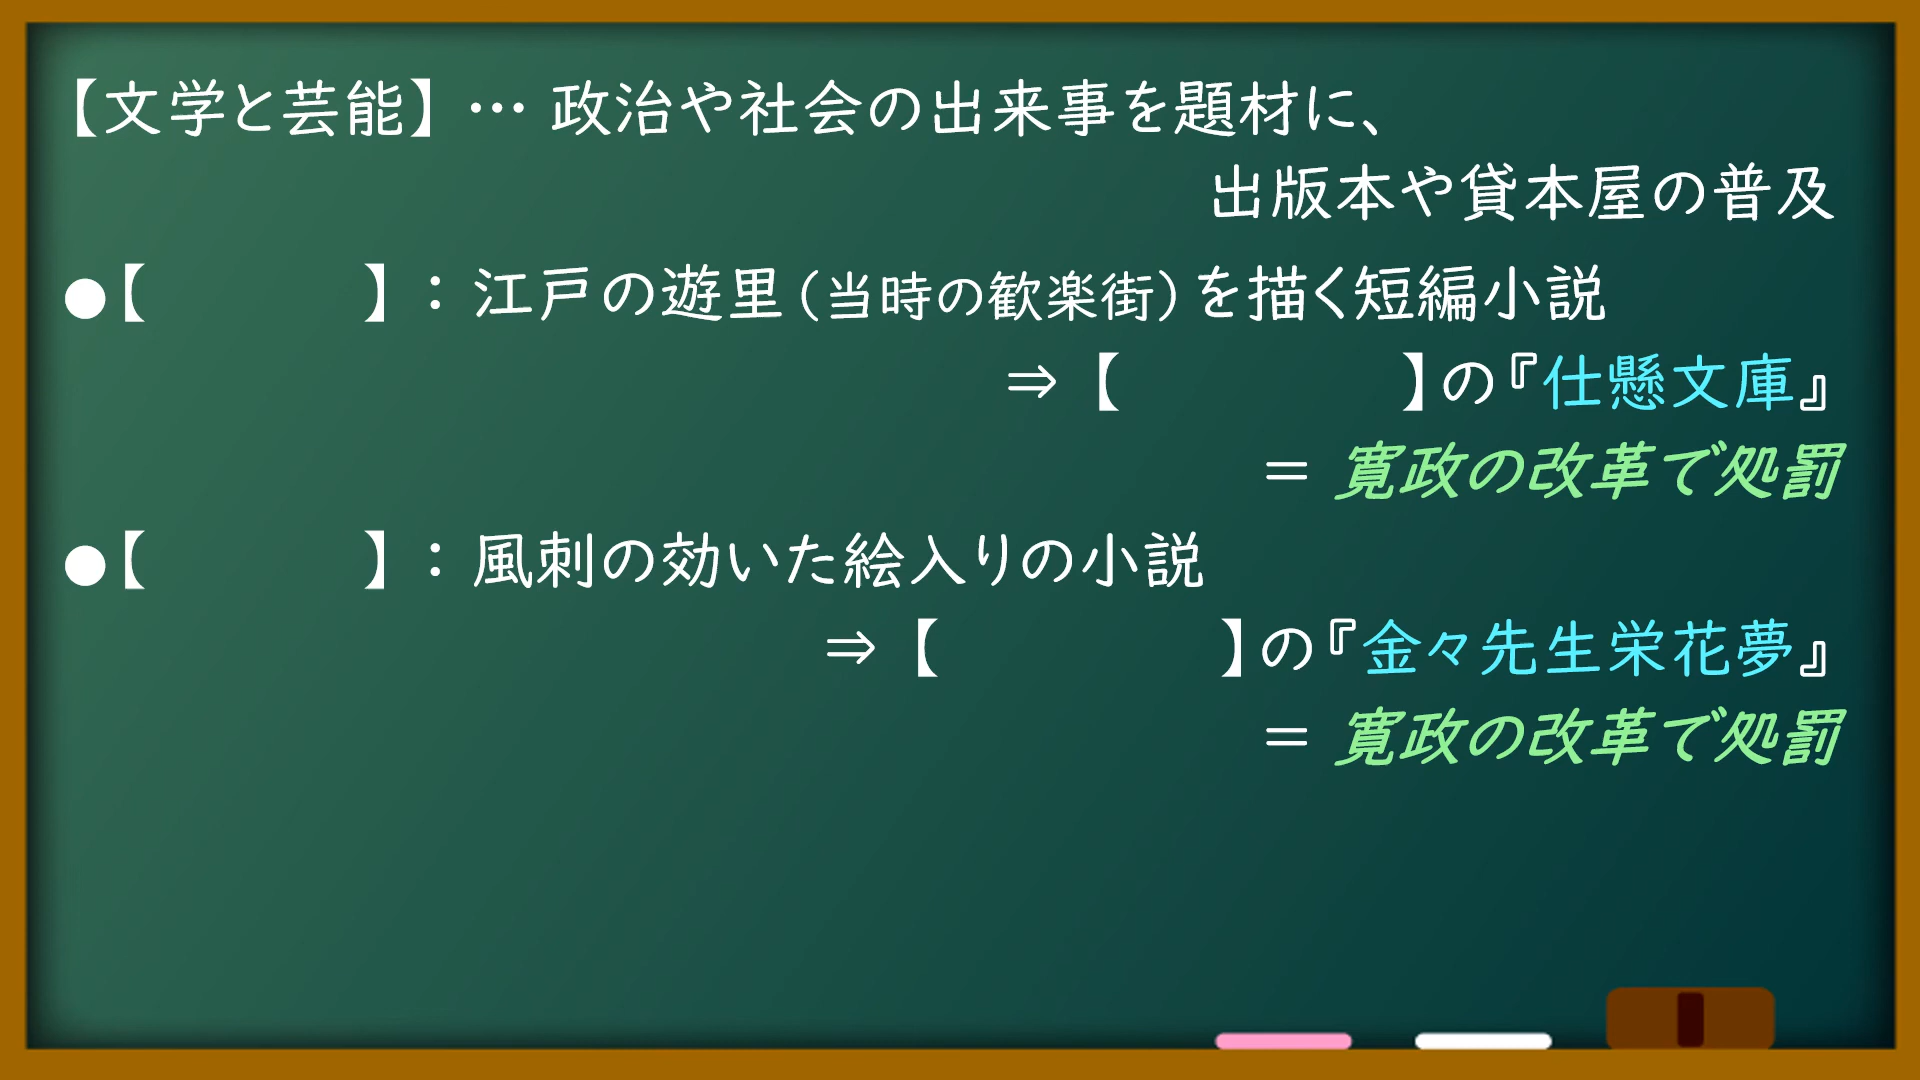 【文学と芸能】 … 政治や社会の出来事を題材に、
出版本や貸本屋の普及
●【　　　】：江戸の遊里(当時の歓楽街)を描く短編小説
⇒【　　　　】の『仕懸文庫』
＝ 寛政の改革で処罰
●【　　　】：風刺の効いた絵入りの小説
⇒【　　　　】の『金々先生栄花夢』
＝ 寛政の改革で処罰